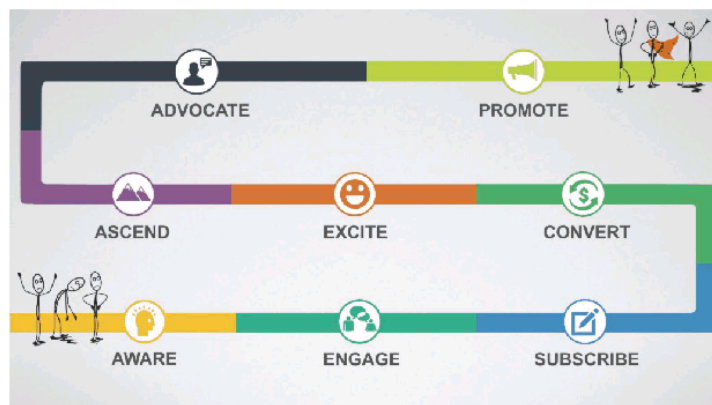 ADVOCATE
PROMOTE
ASCEND
EXCITE
CONVERT
AWARE
ENGAGE
SUBSCRIBE